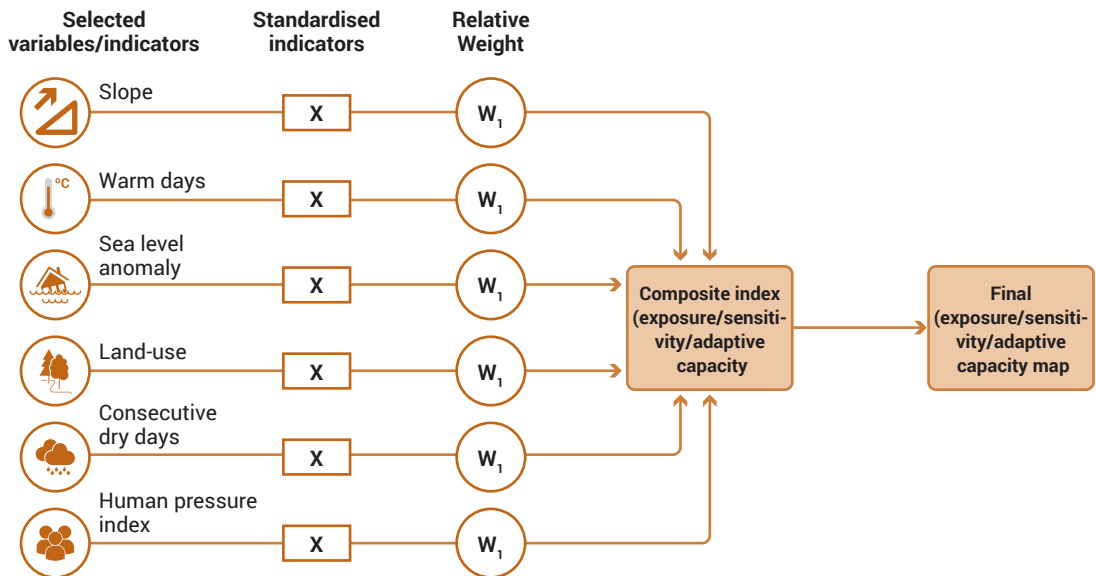 Selected
variables/indicators
Standardised
indicators
Relative
Weight
Slope
X
W1
°C
Warm days
X
W1
Sea level
anomaly
X
W1
Land-use
X
W1
Consecutive
dry days
X
W1
Human pressure
index
X
W1
Composite index
(exposure/sensiti-
vity/adaptive
capacity
Final
(exposure/sensiti-
vity/adaptive
capacity map